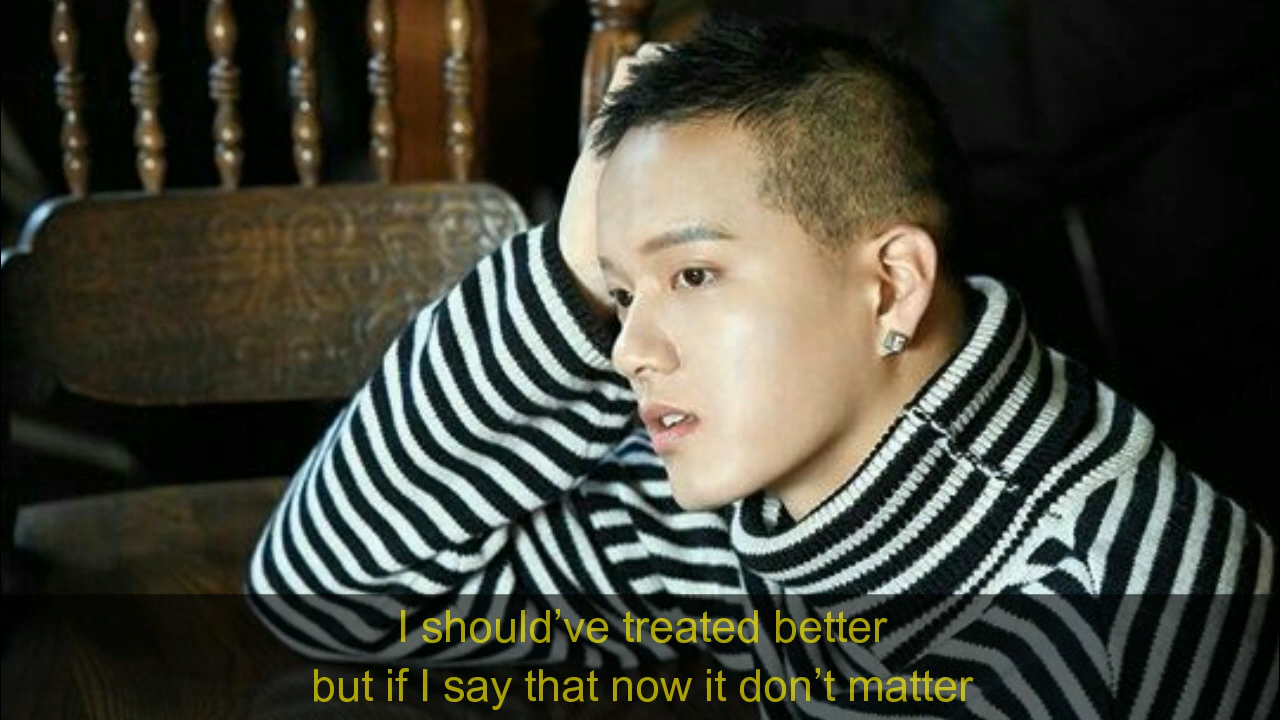 I should’ve treated better
but if I say that now it don’t matter